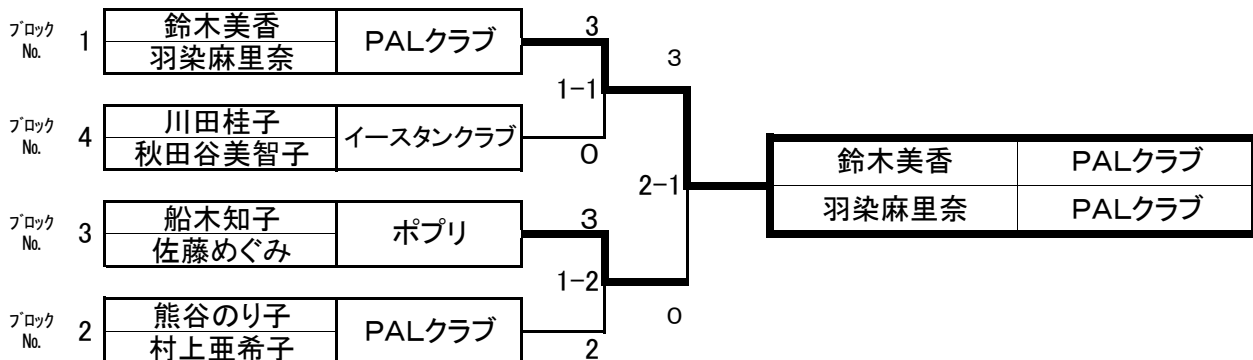 ブロック No. 1 鈴木美香 羽染麻里奈 PALクラブ 3
3
1-1
ブロック No. 4 川田桂子 秋田谷美智子 イースタンクラブ 0
2-1
鈴木美香 PALクラブ
羽染麻里奈 PALクラブ
ブロック No. 3 船木知子 佐藤めぐみ ポプリ 3
1-2
0
ブロック No. 2 熊谷のり子 村上亜希子 PALクラブ 2